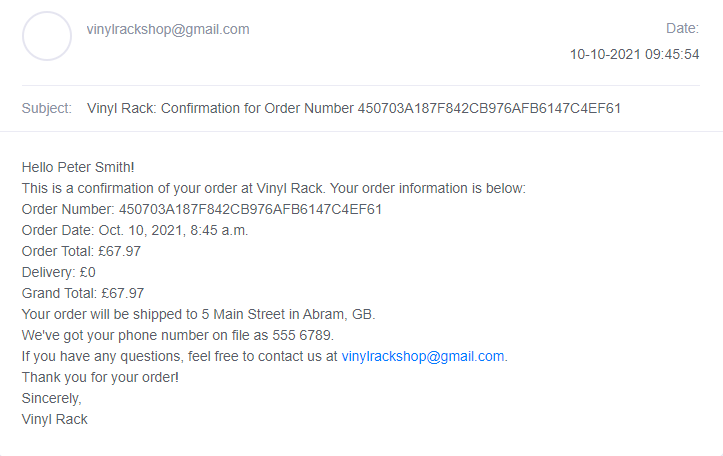 vinylrackshop@gmail.com
Date:
10-10-2021 09:45:54
Subject: Vinyl Rack: Confirmation for Order Number 450703A187F842CB976AFB6147C4EF61
Hello Peter Smith!
This is a confirmation of your order at Vinyl Rack. Your order information is below:
Order Number: 450703A187F842CB976AFB6147C4EF61
Order Date: Oct. 10, 2021, 8:45 a.m.
Order Total: £67.97
Delivery: £0
Grand Total: £67.97
Your order will be shipped to 5 Main Street in Abram, GB.
We've got your phone number on file as 555 6789.
If you have any questions, feel free to contact us at vinylrackshop@gmail.com.
Thank you for your order!
Sincerely,
Vinyl Rack